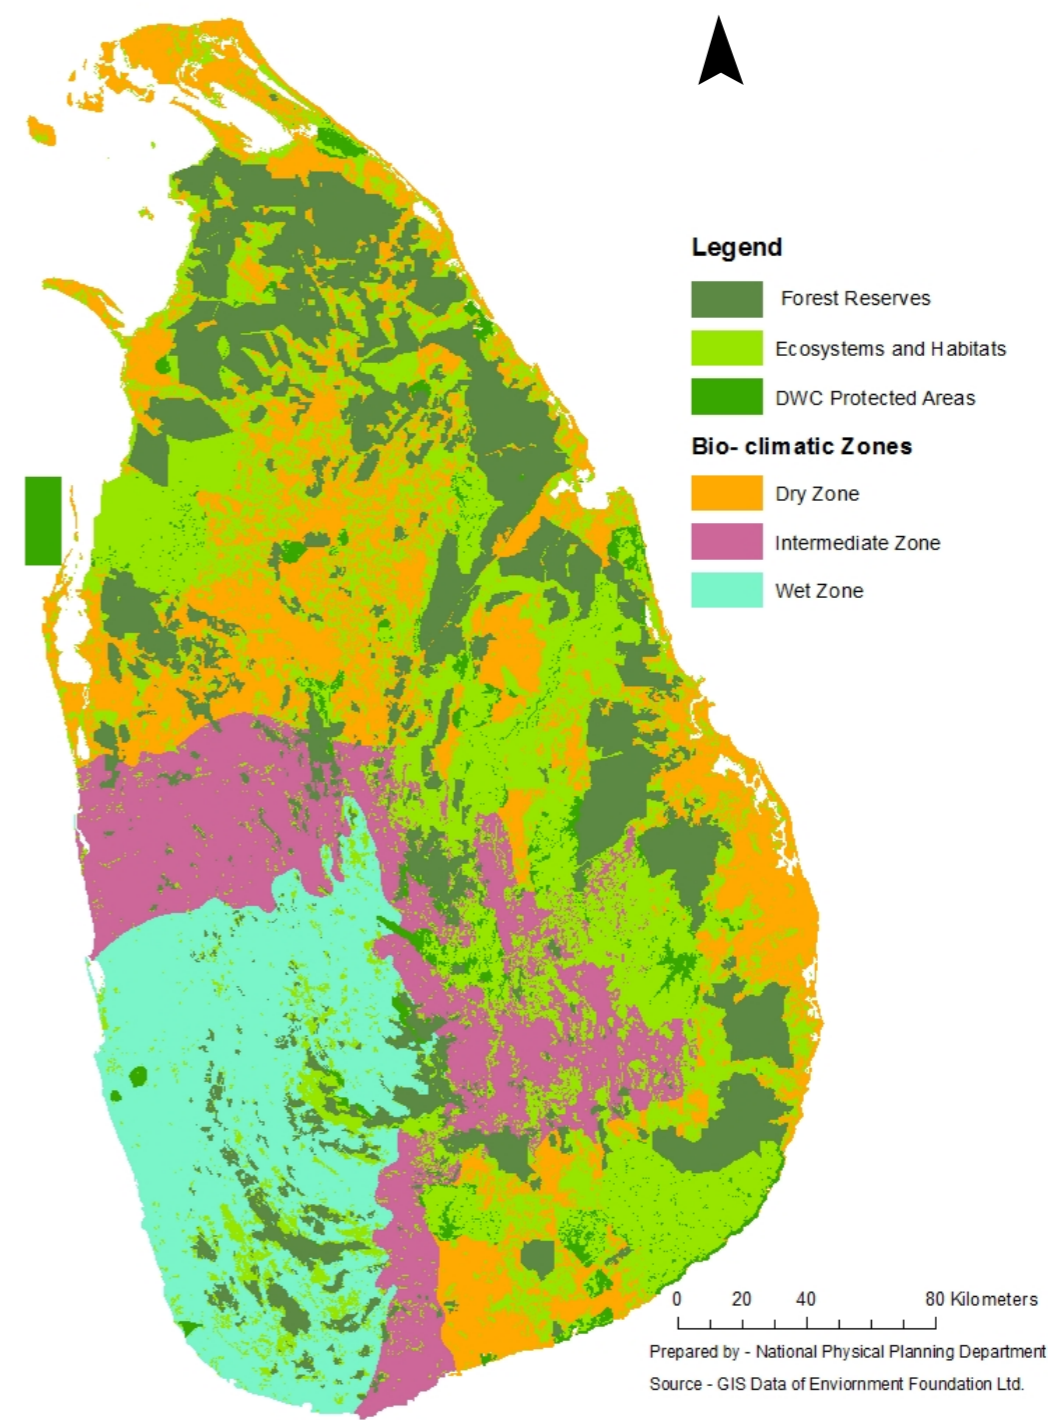 Legend
Forest Reserves
Ecosystems and Habitats
DWC Protected Areas
Bio- climatic Zones
Dry Zone
Intermediate Zone
Wet Zone
0 20 40 80 Kilometers
Prepared by - National Physical Planning Department
Source - GIS Data of Enviornment Foundation Ltd.